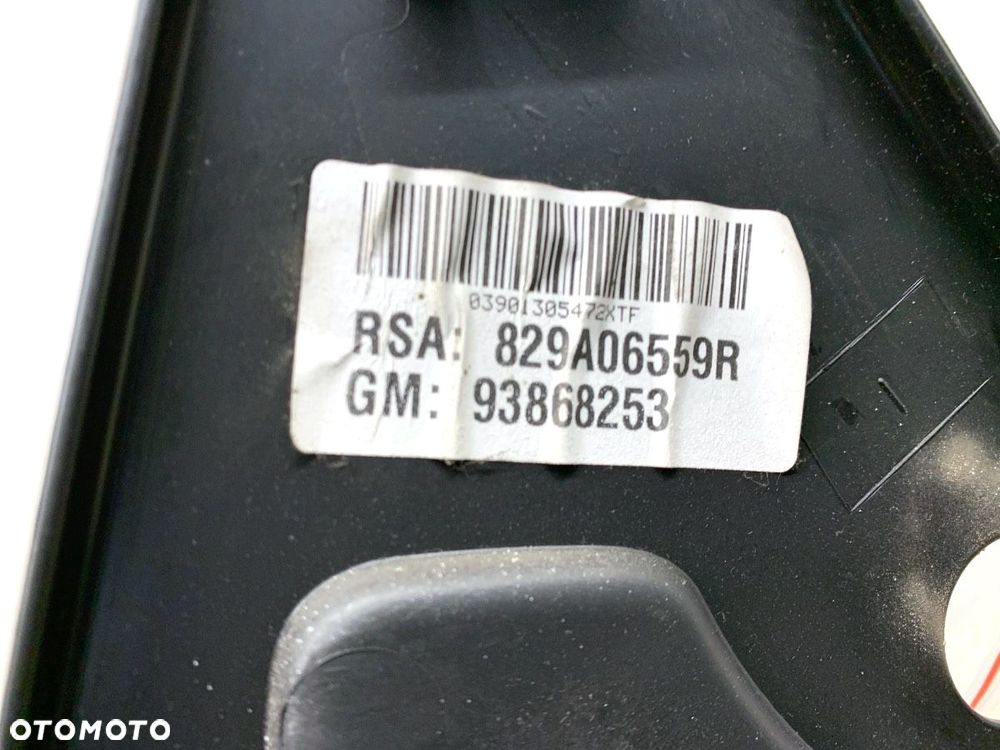 03901305472XTF
RSA: 829A06559R
GM: 93868253
OTOMOTO